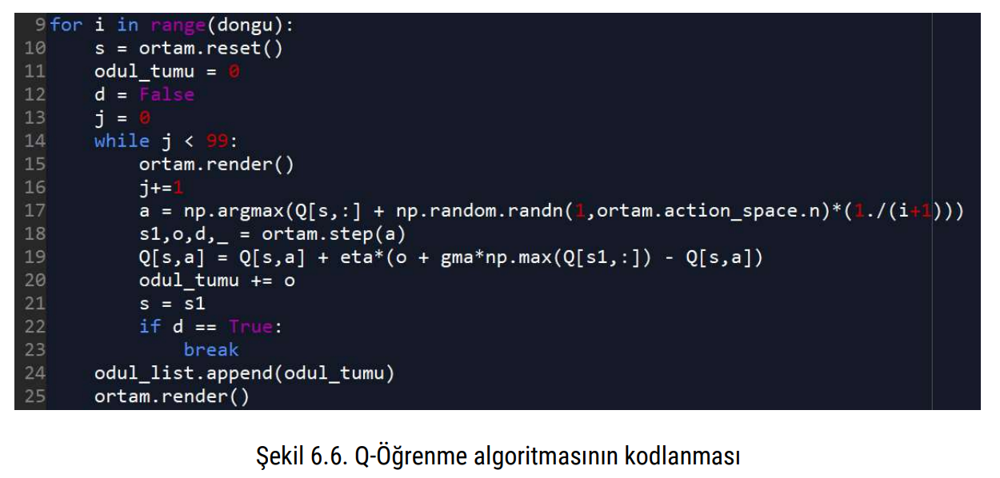 9 for i in range(dongu):
10 s = ortam.reset()
11 odul_tumu = 0
12 d = False
13 j = 0
14 while j < 99:
15 ortam.render()
16 j+=1
17 a = np.argmax(Q[s,:] + np.random.randn(1,ortam.action_space.n)*(1./(i+1)))
18 s1,o,d,_ = ortam.step(a)
19 Q[s,a] = Q[s,a] + eta*(o + gma*np.max(Q[s1,:]) - Q[s,a])
20 odul_tumu += o
21 s = s1
22 if d == True:
23 break
24 odul_list.append(odul_tumu)
25 ortam.render()
Şekil 6.6. Q-Öğrenme algoritmasının kodlanması